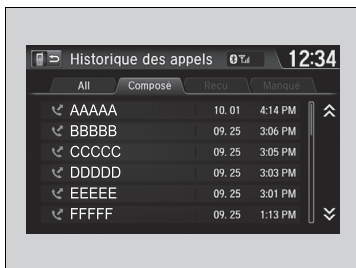 Historique des appels 12:34
All Composé Reçu Manque
AAAAA 10. 01 4:14 PM
BBBBB 09. 25 3:06 PM
CCCCC 09. 25 3:05 PM
DDDDD 09. 25 3:03 PM
EEEEE 09. 25 3:01 PM
FFFFF 09. 25 1:13 PM